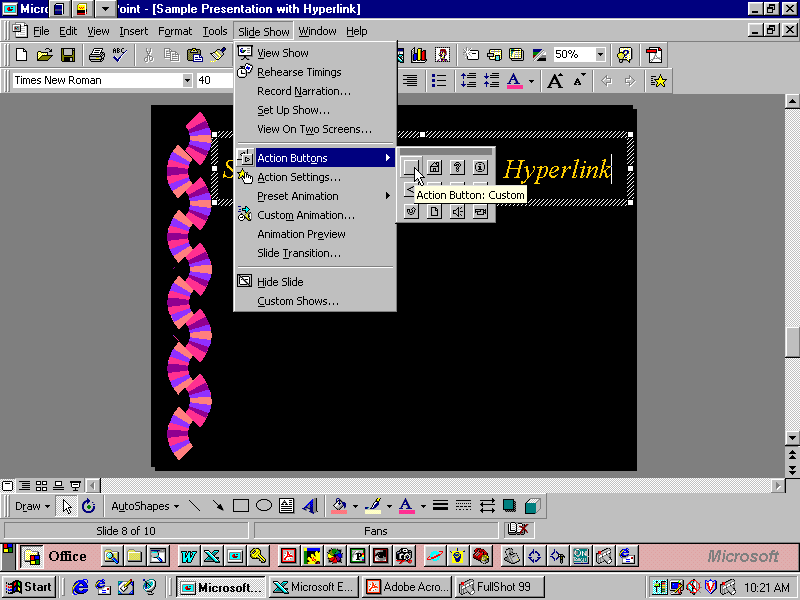 Micro
Point - [Sample Presentation with Hyperlink]
File Edit View Insert Format Tools Slide Show Window Help
ABC
50%
Times New Roman
40
View Show
Rehearse Timings
Record Narration...
Set Up Show...
View On Two Screens...
Action Buttons
Action Settings...
Preset Animation
Custom Animation...
Animation Preview
Slide Transition...
Hide Slide
Custom Shows...
Action Button: Custom
S
Hyperlink
Draw
AutoShapes
Slide 8 of 10
Fans
Office
Microsoft
Start
Microsoft...
Microsoft E...
Adobe Acro...
FullShot 99
10:21 AM